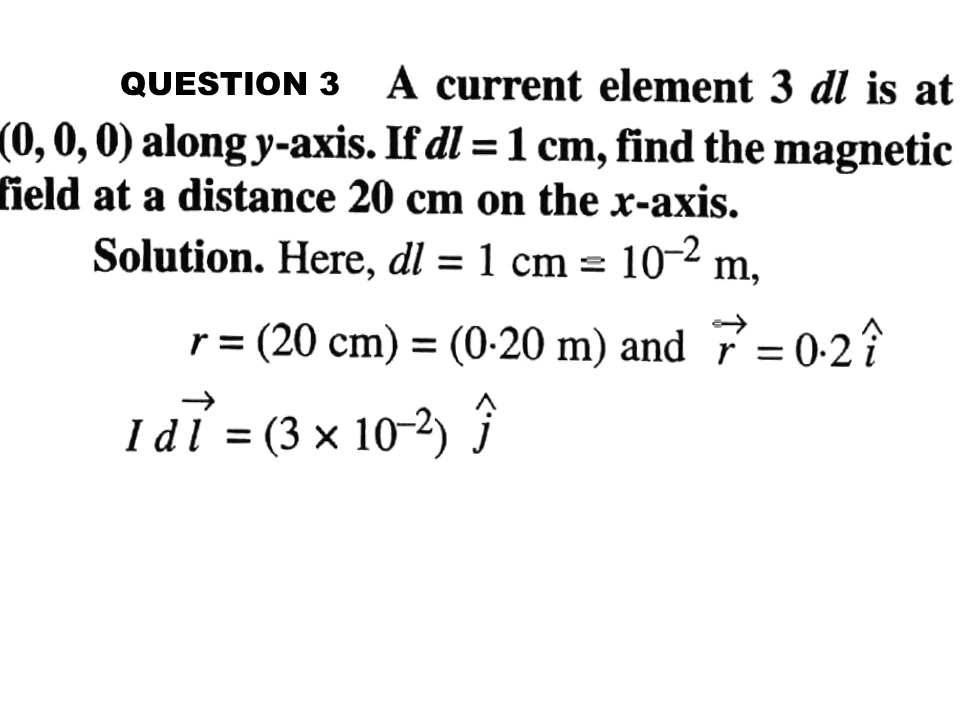 QUESTION 3 A current element 3 dl is at
(0, 0, 0) along y-axis. If dl = 1 cm, find the magnetic
field at a distance 20 cm on the x-axis.
Solution. Here, dl = 1 cm = 10⁻² m,
r = (20 cm) = (0·20 m) and r⃗ = 0·2 î
I d l⃗ = (3 × 10⁻²) ĵ